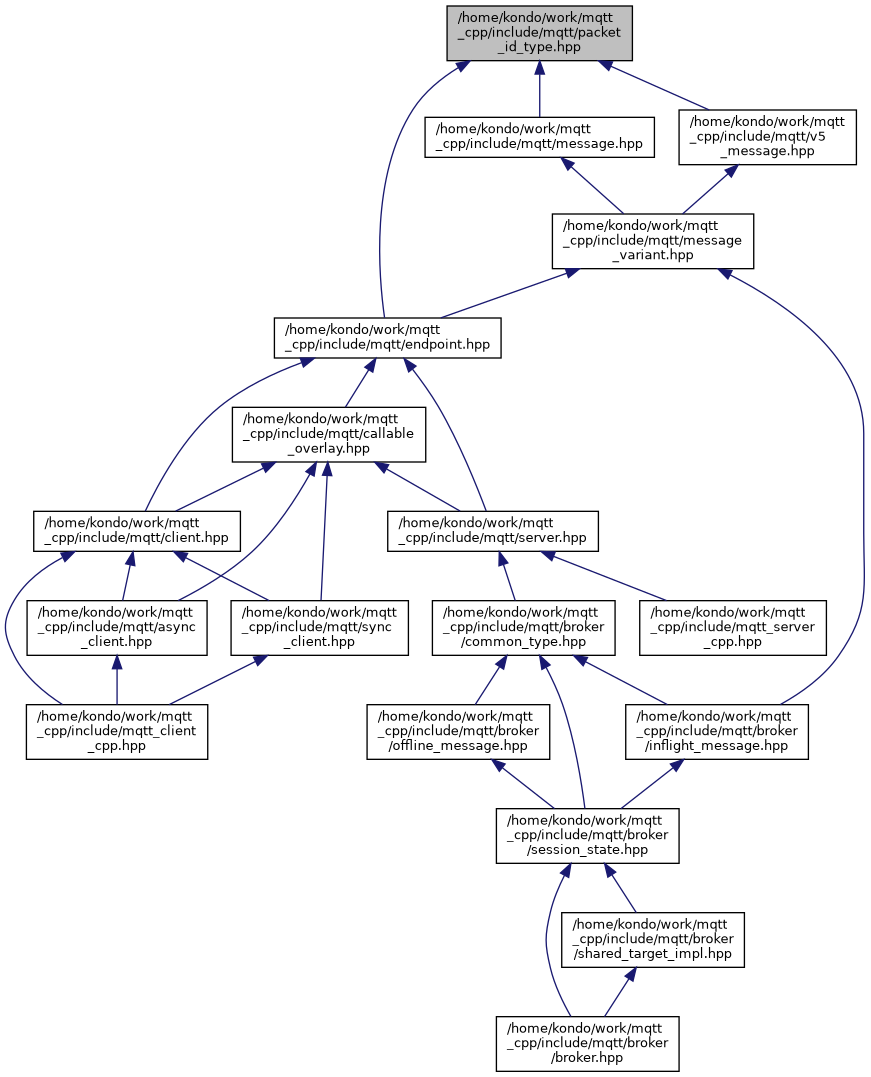 /home/kondo/work/mqtt
_cpp/include/mqtt/packet
_id_type.hpp
/home/kondo/work/mqtt
_cpp/include/mqtt/message.hpp
/home/kondo/work/mqtt
_cpp/include/mqtt/v5
_message.hpp
/home/kondo/work/mqtt
_cpp/include/mqtt/message
_variant.hpp
/home/kondo/work/mqtt
_cpp/include/mqtt/endpoint.hpp
/home/kondo/work/mqtt
_cpp/include/mqtt/callable
_overlay.hpp
/home/kondo/work/mqtt
_cpp/include/mqtt/client.hpp
/home/kondo/work/mqtt
_cpp/include/mqtt/server.hpp
/home/kondo/work/mqtt
_cpp/include/mqtt/async
_client.hpp
/home/kondo/work/mqtt
_cpp/include/mqtt/sync
_client.hpp
/home/kondo/work/mqtt
_cpp/include/mqtt/broker
/common_type.hpp
/home/kondo/work/mqtt
_cpp/include/mqtt_server
_cpp.hpp
/home/kondo/work/mqtt
_cpp/include/mqtt_client
_cpp.hpp
/home/kondo/work/mqtt
_cpp/include/mqtt/broker
/offline_message.hpp
/home/kondo/work/mqtt
_cpp/include/mqtt/broker
/inflight_message.hpp
/home/kondo/work/mqtt
_cpp/include/mqtt/broker
/session_state.hpp
/home/kondo/work/mqtt
_cpp/include/mqtt/broker
/shared_target_impl.hpp
/home/kondo/work/mqtt
_cpp/include/mqtt/broker
/broker.hpp